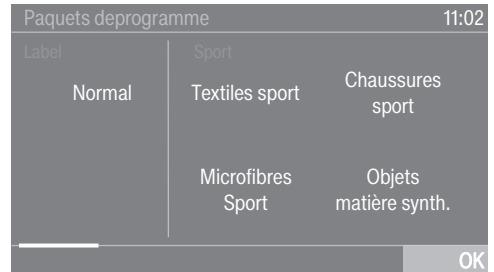 Paquets deprogramme 11:02
Label
Sport
Normal
Textiles sport
Chaussures
sport
Microfibres
Sport
Objets
matière synth.
OK